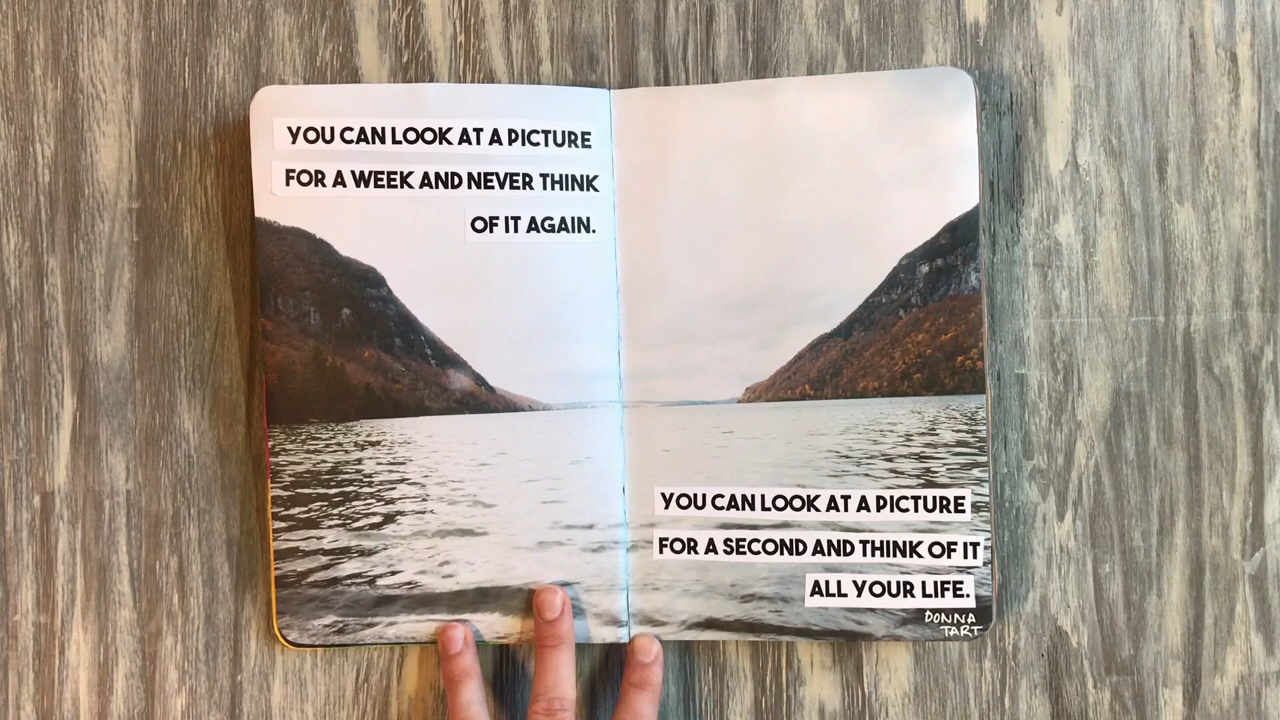 YOU CAN LOOK AT A PICTURE
FOR A WEEK AND NEVER THINK
OF IT AGAIN.
YOU CAN LOOK AT A PICTURE
FOR A SECOND AND THINK OF IT
ALL YOUR LIFE.
DONNA
TART